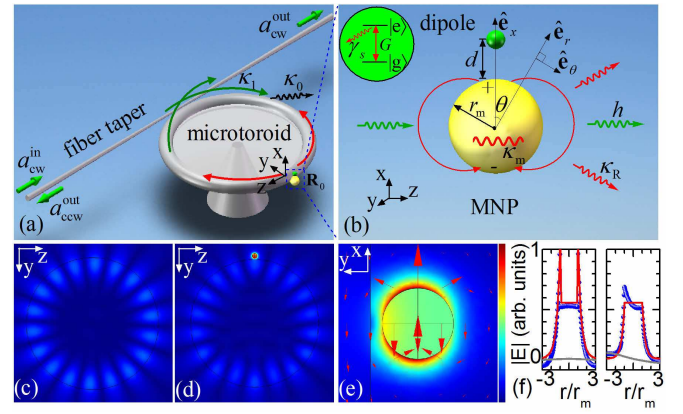 a_cw^out
κ_1
κ_0
fiber taper
microtoroid
a_cw^in
a_ccw^out
x
y
z
R_0
(a)
|e⟩
γ_s
G
|g⟩
dipole
ê_x
d
ê_r
ê_θ
+
r_m
θ
h
κ_m
-
κ_R
x
y
z
MNP
(b)
z
y
(c)
z
y
(d)
x
y
(e)
|E| (arb. units)
1
0
-3
3
-3
3
r/r_m
r/r_m
(f)